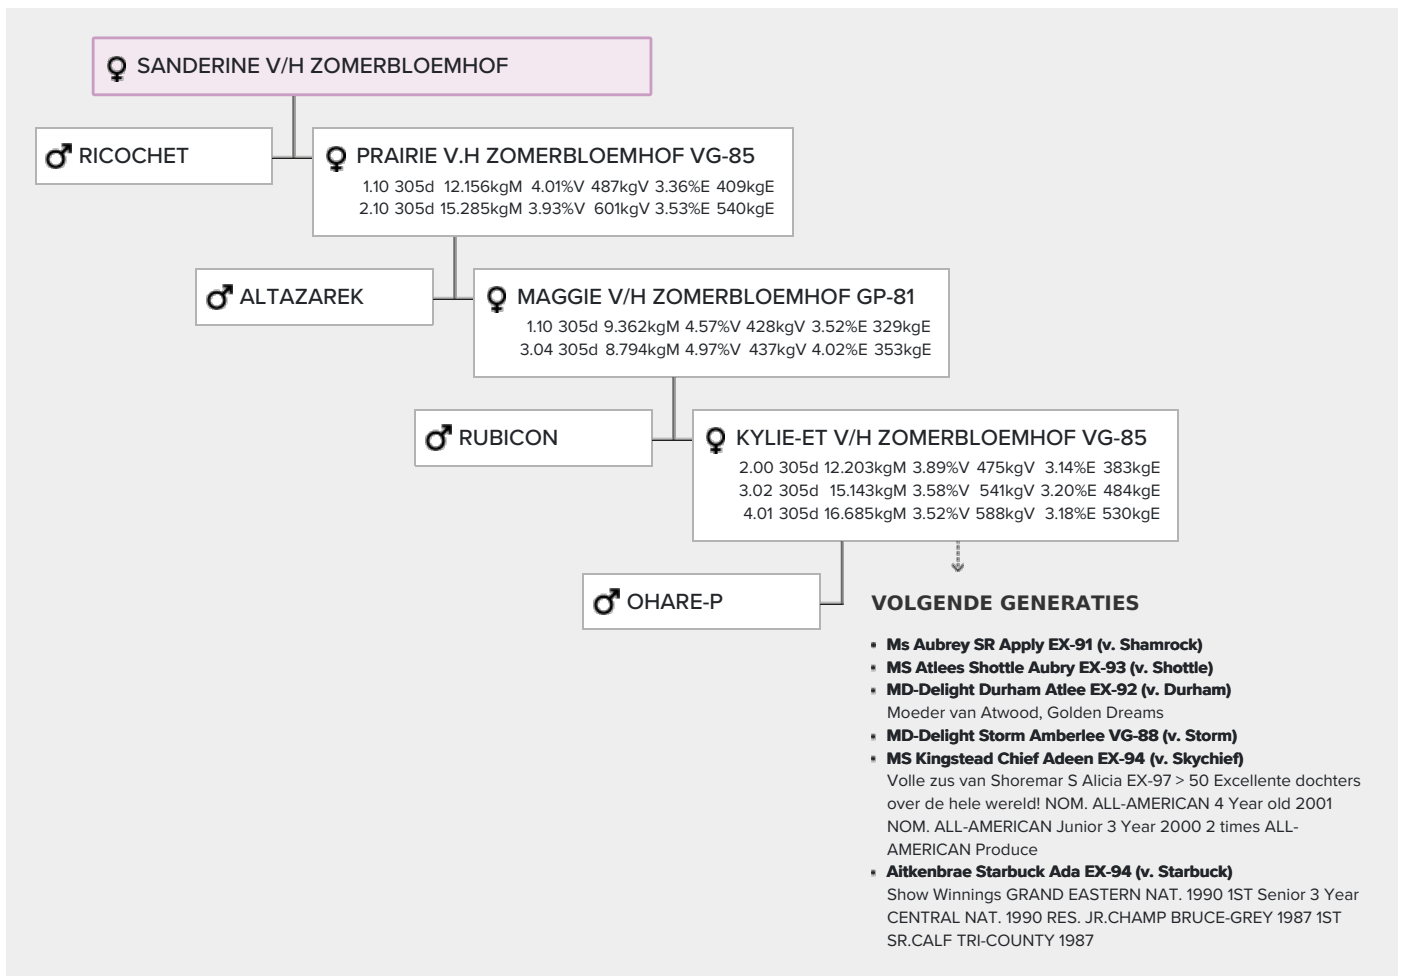 SANDERINE V/H ZOMERBLOEMHOF
RICOCHET
PRAIRIE V.H ZOMERBLOEMHOF VG-85
1.10 305d 12.156kgM 4.01%V 487kgV 3.36%E 409kgE
2.10 305d 15.285kgM 3.93%V 601kgV 3.53%E 540kgE
ALTAZAREK
MAGGIE V/H ZOMERBLOEMHOF GP-81
1.10 305d 9.362kgM 4.57%V 428kgV 3.52%E 329kgE
3.04 305d 8.794kgM 4.97%V 437kgV 4.02%E 353kgE
RUBICON
KYLIE-ET V/H ZOMERBLOEMHOF VG-85
2.00 305d 12.203kgM 3.89%V 475kgV 3.14%E 383kgE
3.02 305d 15.143kgM 3.58%V 541kgV 3.20%E 484kgE
4.01 305d 16.685kgM 3.52%V 588kgV 3.18%E 530kgE
OHARE-P
VOLGENDE GENERATIES
Ms Aubrey SR Apply EX-91 (v. Shamrock)
MS Atlees Shottle Aubry EX-93 (v. Shottle)
MD-Delight Durham Atlee EX-92 (v. Durham)
Moeder van Atwood, Golden Dreams
MD-Delight Storm Amberlee VG-88 (v. Storm)
MS Kingstead Chief Adeen EX-94 (v. Skychief)
Volle zus van Shoremar S Alicia EX-97 > 50 Excellente dochters
over de hele wereld! NOM. ALL-AMERICAN 4 Year old 2001
NOM. ALL-AMERICAN Junior 3 Year 2000 2 times ALL-
AMERICAN Produce
Aitkenbrae Starbuck Ada EX-94 (v. Starbuck)
Show Winnings GRAND EASTERN NAT. 1990 1ST Senior 3 Year
CENTRAL NAT. 1990 RES. JR.CHAMP BRUCE-GREY 1987 1ST
SR.CALF TRI-COUNTY 1987